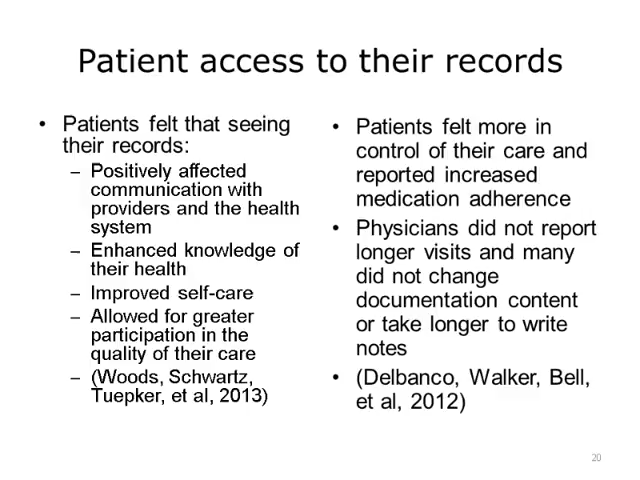 Patient access to their records
• Patients felt that seeing
their records:
– Positively affected
communication with
providers and the health
system
– Enhanced knowledge of
their health
– Improved self-care
– Allowed for greater
participation in the
quality of their care
– (Woods, Schwartz,
Tuepker, et al, 2013)
• Patients felt more in
control of their care and
reported increased
medication adherence
• Physicians did not report
longer visits and many
did not change
documentation content
or take longer to write
notes
• (Delbanco, Walker, Bell,
et al, 2012)
20